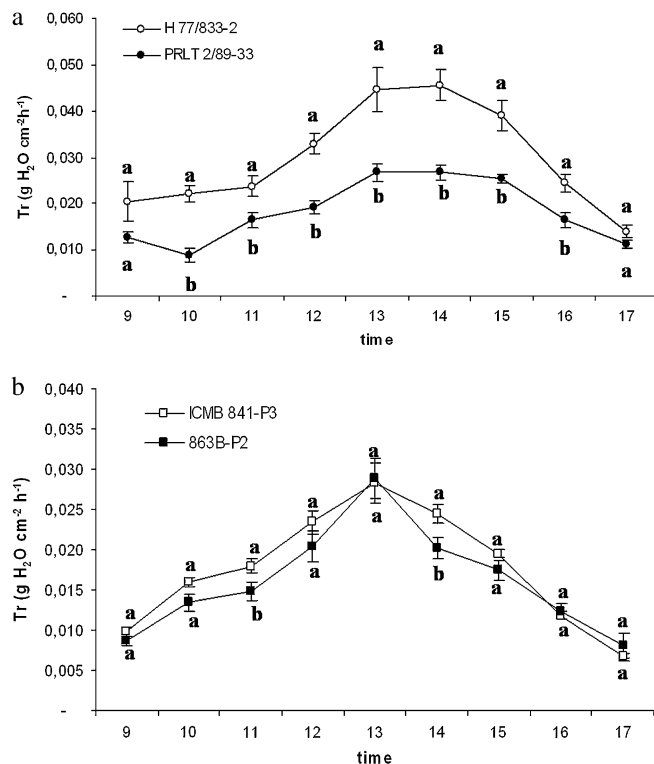 a
0,060
H 77/833-2
PRLT 2/89-33
0,050
0,040
0,030
0,020
0,010
-
Tr (g H2O cm-2h-1)
a a a a a a a a a
a b b b b b b b a
9 10 11 12 13 14 15 16 17
time
b
0,040
ICMB 841-P3
863B-P2
0,035
0,030
0,025
0,020
0,015
0,010
0,005
-
Tr (g H2O cm-2 h-1)
a a a a a a a a a
a a b a a b a a a
9 10 11 12 13 14 15 16 17
time